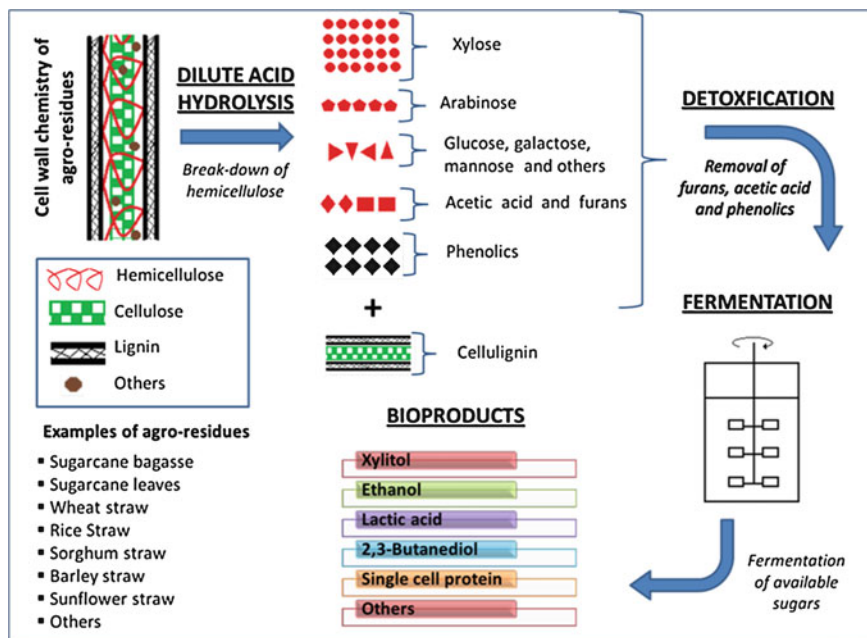 Cell wall chemistry of
agro-residues
DILUTE ACID
HYDROLYSIS
Break-down of
hemicellulose
Xylose
Arabinose
Glucose, galactose,
mannose and others
Acetic acid and furans
Phenolics
+
Cellulignin
DETOXFICATION
Removal of
furans, acetic acid
and phenolics
FERMENTATION
Hemicellulose
Cellulose
Lignin
Others
Examples of agro-residues
▪ Sugarcane bagasse
▪ Sugarcane leaves
▪ Wheat straw
▪ Rice Straw
▪ Sorghum straw
▪ Barley straw
▪ Sunflower straw
▪ Others
BIOPRODUCTS
Xylitol
Ethanol
Lactic acid
2,3-Butanediol
Single cell protein
Others
Fermentation
of available
sugars